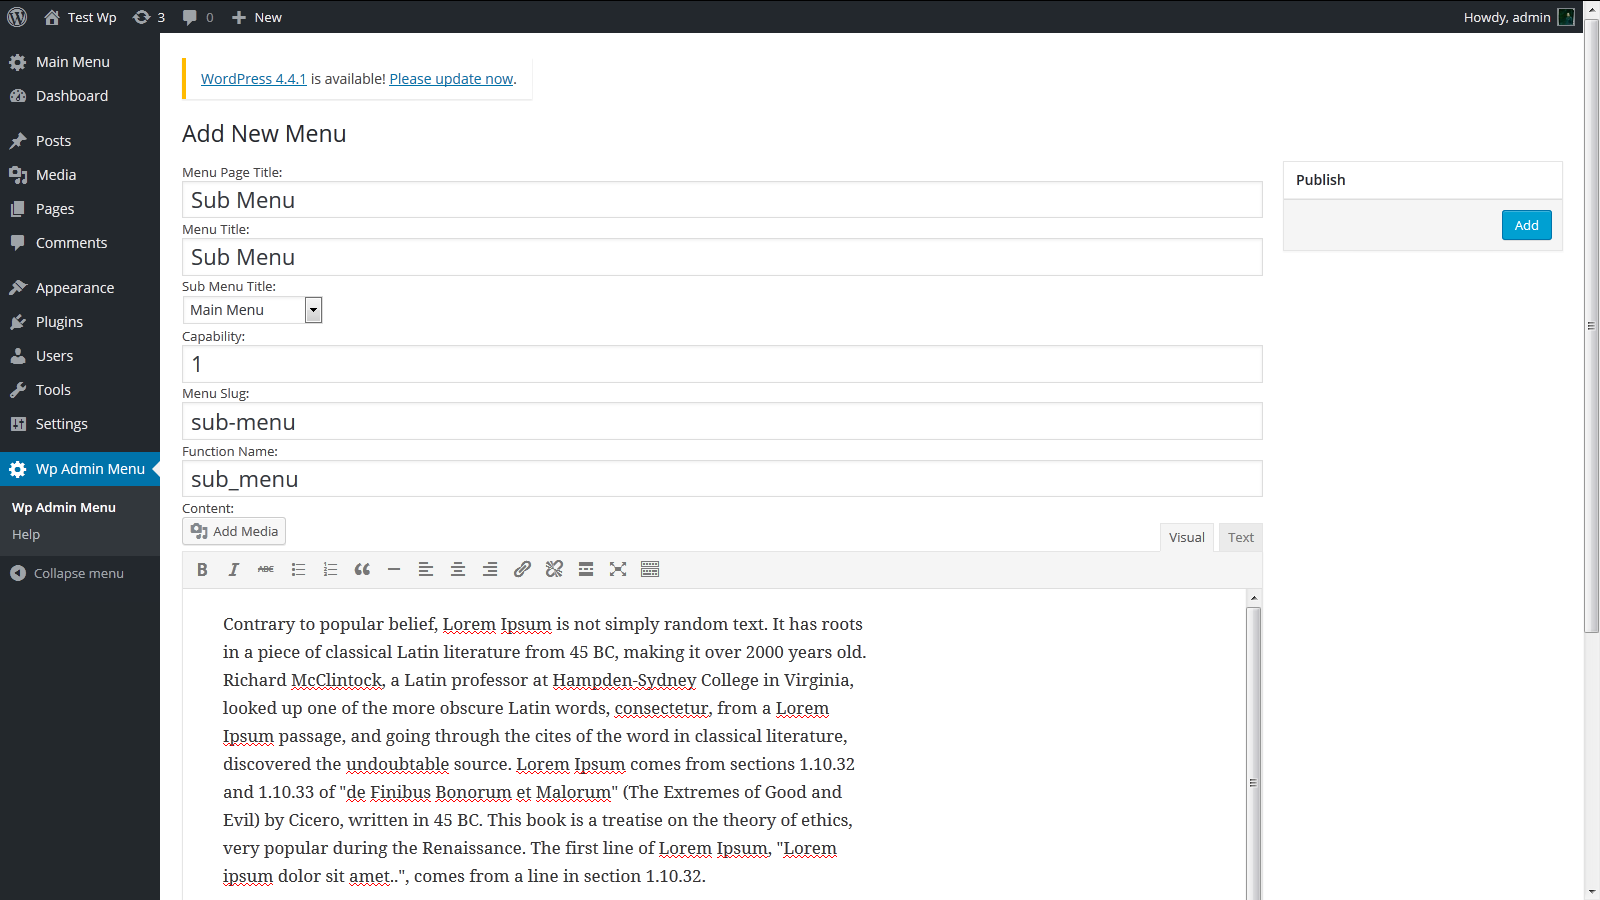 Test Wp 3 0 New Howdy, admin
Main Menu
Dashboard
Posts
Media
Pages
Comments
Appearance
Plugins
Users
Tools
Settings
Wp Admin Menu
Wp Admin Menu
Help
Collapse menu
WordPress 4.4.1 is available! Please update now.
Add New Menu
Menu Page Title:
Sub Menu
Menu Title:
Sub Menu
Sub Menu Title:
Main Menu
Capability:
1
Menu Slug:
sub-menu
Function Name:
sub_menu
Content:
Add Media
Visual Text
B I ABC
Contrary to popular belief, Lorem Ipsum is not simply random text. It has roots
in a piece of classical Latin literature from 45 BC, making it over 2000 years old.
Richard McClintock, a Latin professor at Hampden-Sydney College in Virginia,
looked up one of the more obscure Latin words, consectetur, from a Lorem
Ipsum passage, and going through the cites of the word in classical literature,
discovered the undoubtable source. Lorem Ipsum comes from sections 1.10.32
and 1.10.33 of "de Finibus Bonorum et Malorum" (The Extremes of Good and
Evil) by Cicero, written in 45 BC. This book is a treatise on the theory of ethics,
very popular during the Renaissance. The first line of Lorem Ipsum, "Lorem
ipsum dolor sit amet..", comes from a line in section 1.10.32.
Publish
Add